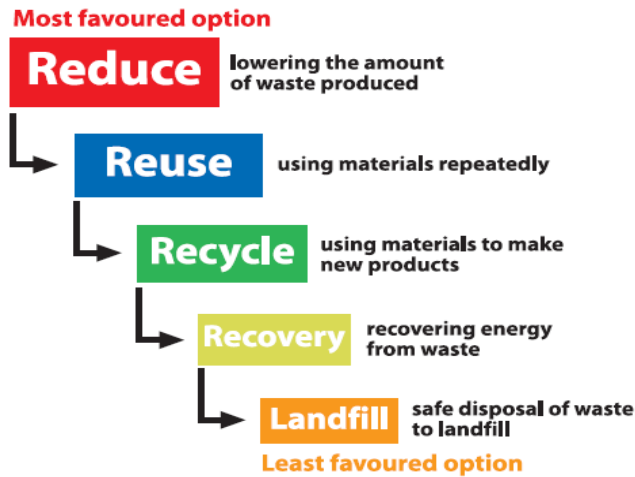 Most favoured option
Reduce
lowering the amount
of waste produced
Reuse
using materials repeatedly
Recycle
using materials to make
new products
Recovery
recovering energy
from waste
Landfill
safe disposal of waste
to landfill
Least favoured option